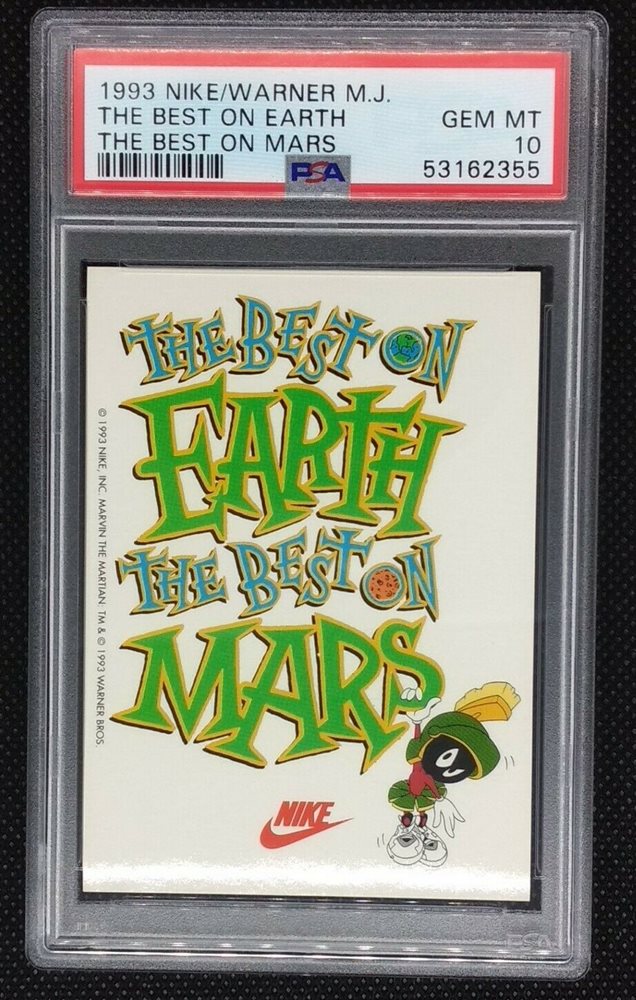 1993 NIKE/WARNER M.J.
THE BEST ON EARTH GEM MT
THE BEST ON MARS 10
PSA 53162355
THE BEST ON
EARTH
THE BEST ON
MARS
NIKE
© 1993 NIKE, INC. MARVIN THE MARTIAN: TM & © 1993 WARNER BROS.
PSA